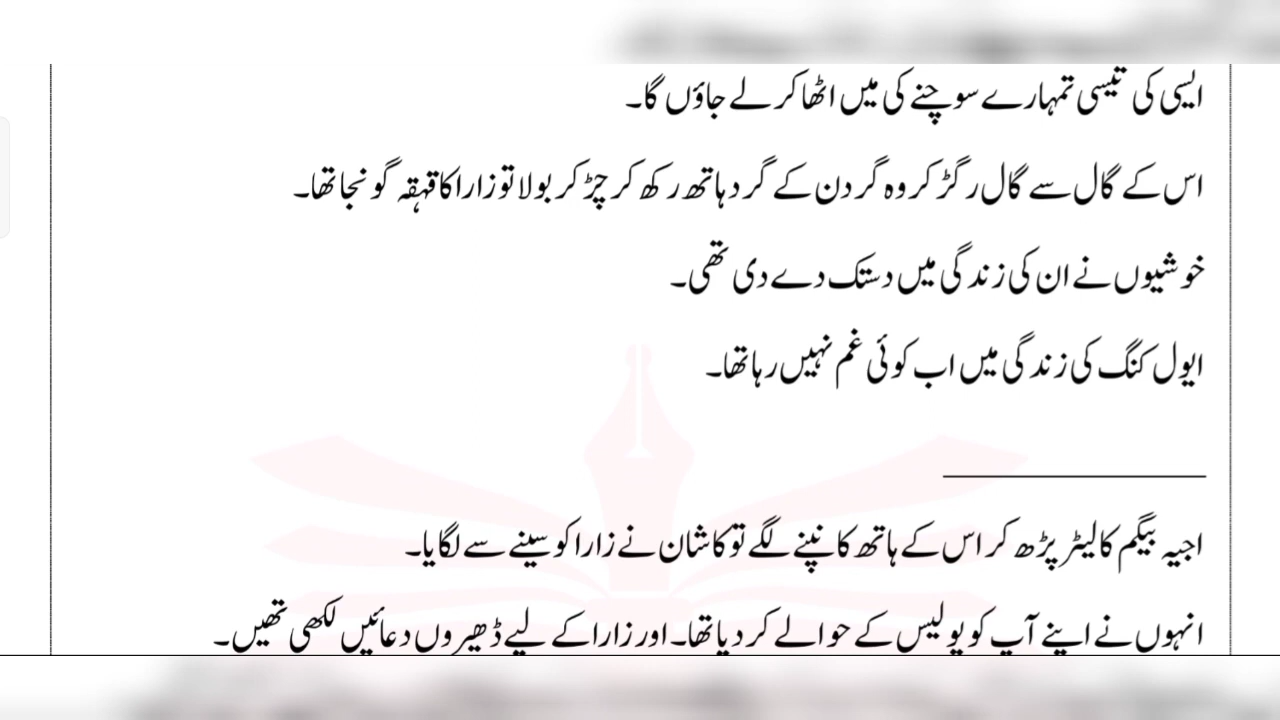 ایسی کی تیسی تمہارے سوچنے کی میں اٹھا کر لے جاؤں گا۔
اس کے گال سے گال رگڑ کر وہ گردن کے گرد ہاتھ رکھ کر چڑ کر بولا تو زارا کا قہقہ گونجا تھا۔
خوشیوں نے ان کی زندگی میں دستک دے دی تھی۔
ایول کنگ کی زندگی میں اب کوئی غم نہیں رہا تھا۔
اجیہ بیگم کا لیٹر پڑھ کر اس کے ہاتھ کانپنے لگے تو کاشان نے زارا کو سینے سے لگایا۔
انہوں نے اپنے آپ کو پولیس کے حوالے کر دیا تھا۔ اور زارا کے لیے ڈھیروں دعائیں لکھی تھیں۔